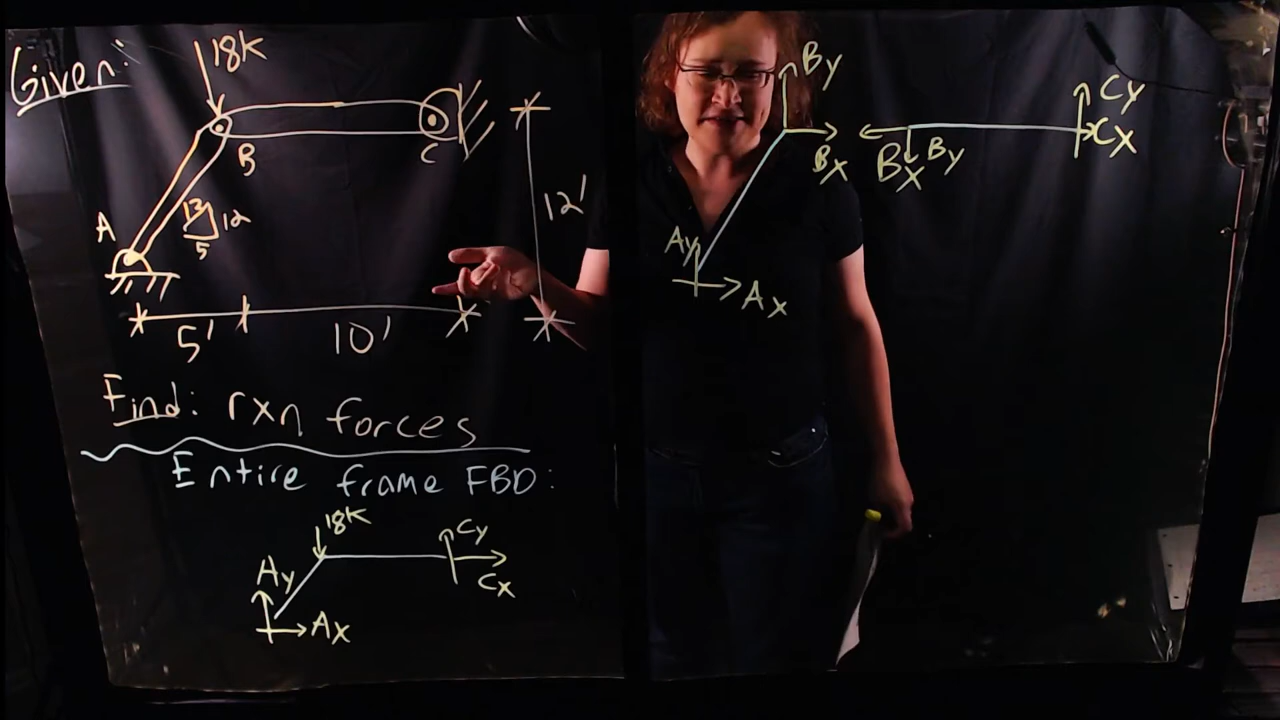 Given:
18K
B
C
A
13
12
5
12'
5'
10'
Find: rxn forces
Entire frame FBD:
18K
Cy
Cx
Ay
Ax
By
Bx
Ay
Ax
Bx
By
Cy
Cx